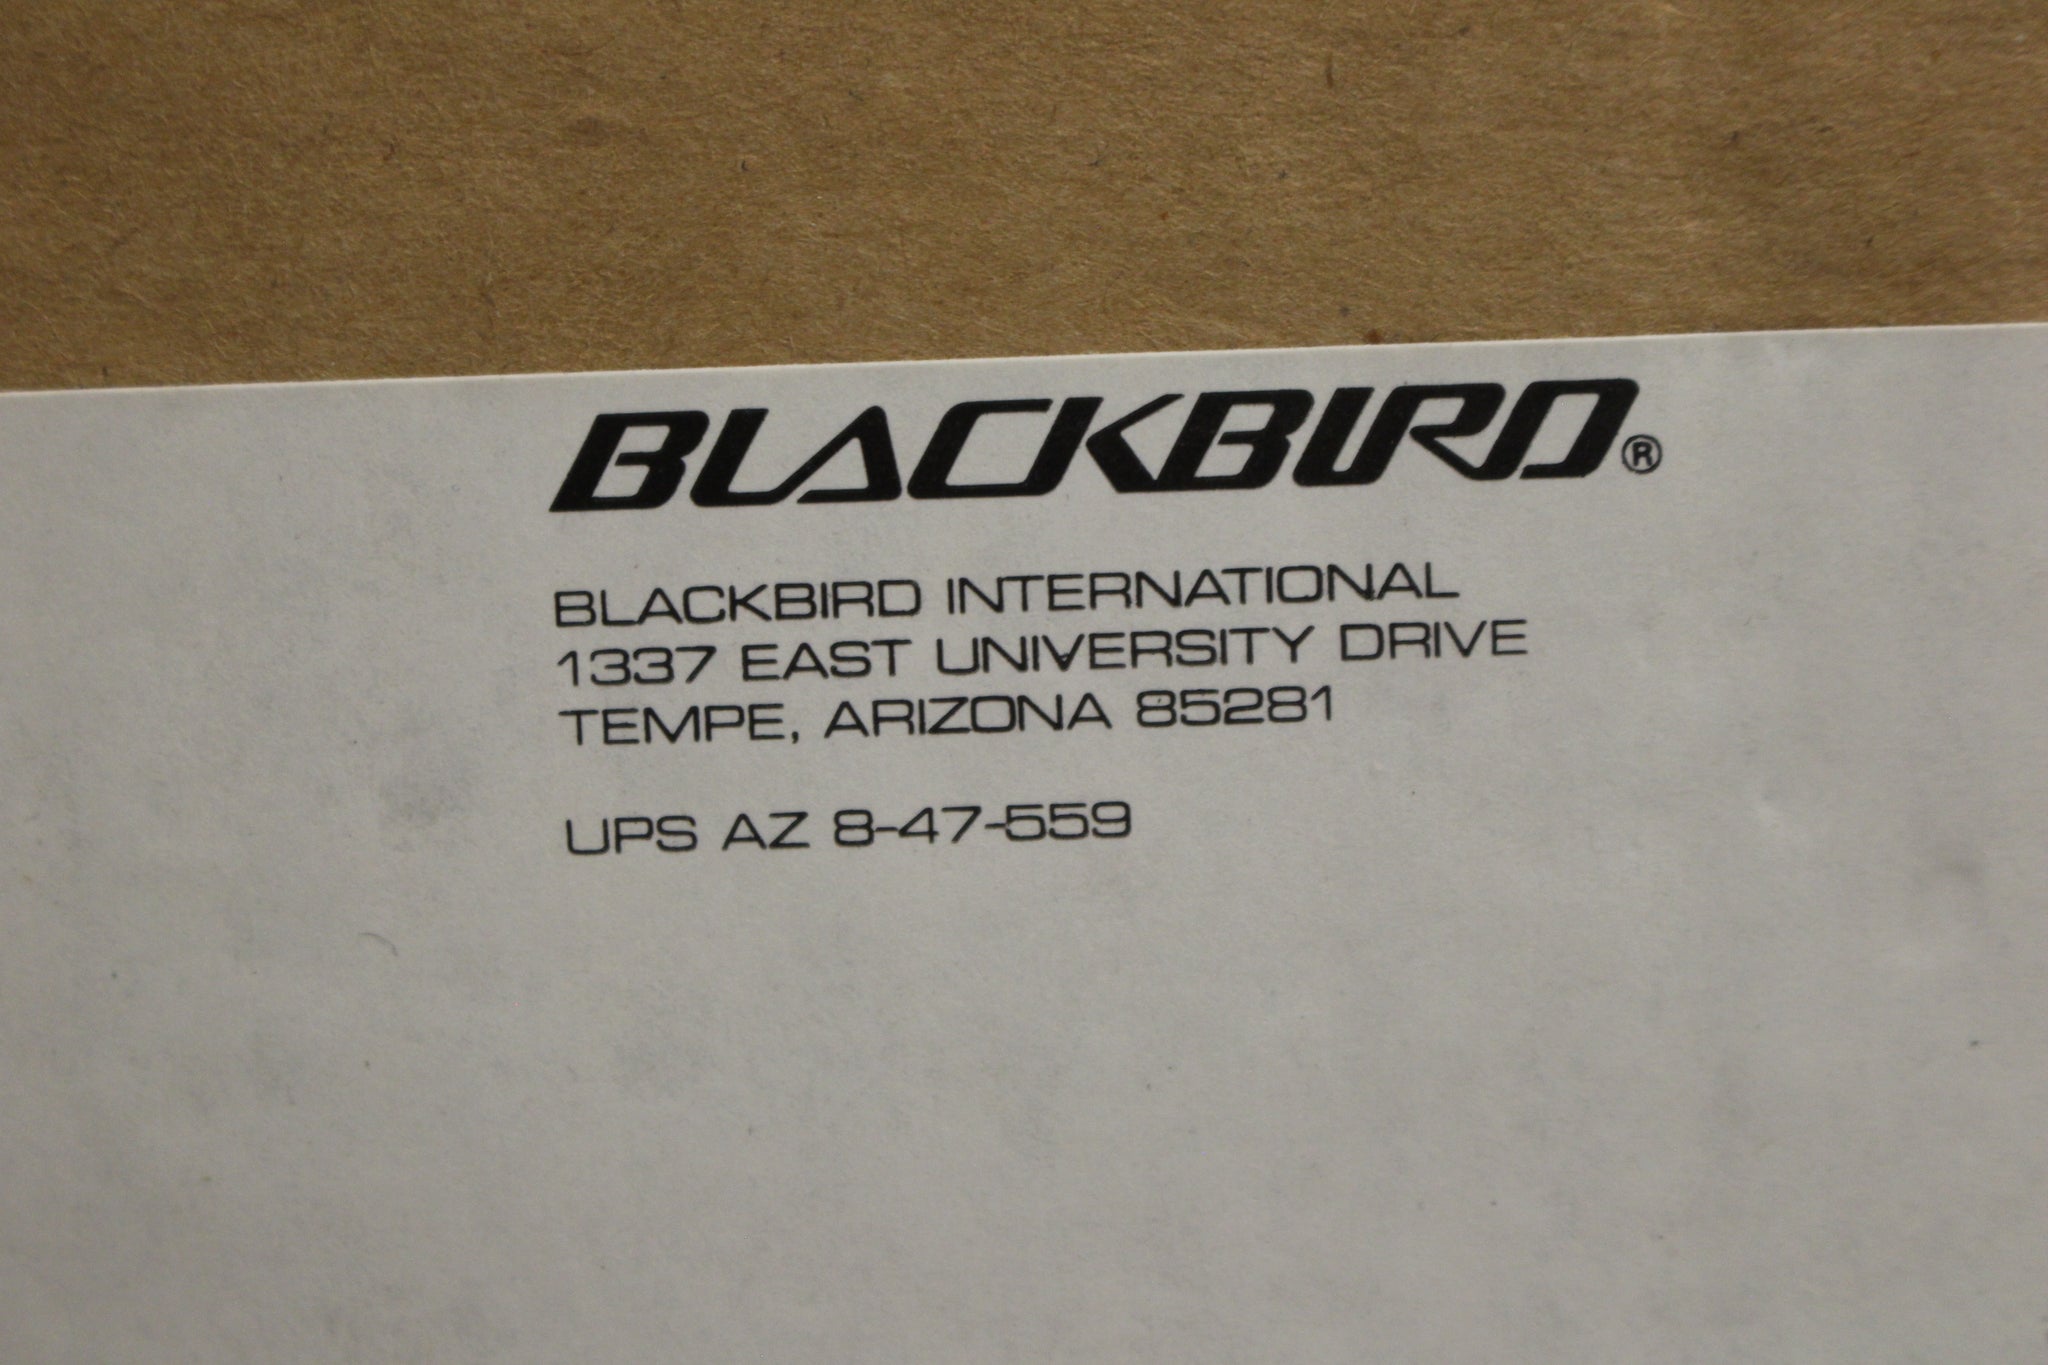 BLACKBIRD®
BLACKBIRD INTERNATIONAL
1337 EAST UNIVERSITY DRIVE
TEMPE, ARIZONA 85281
UPS AZ 8-47-559